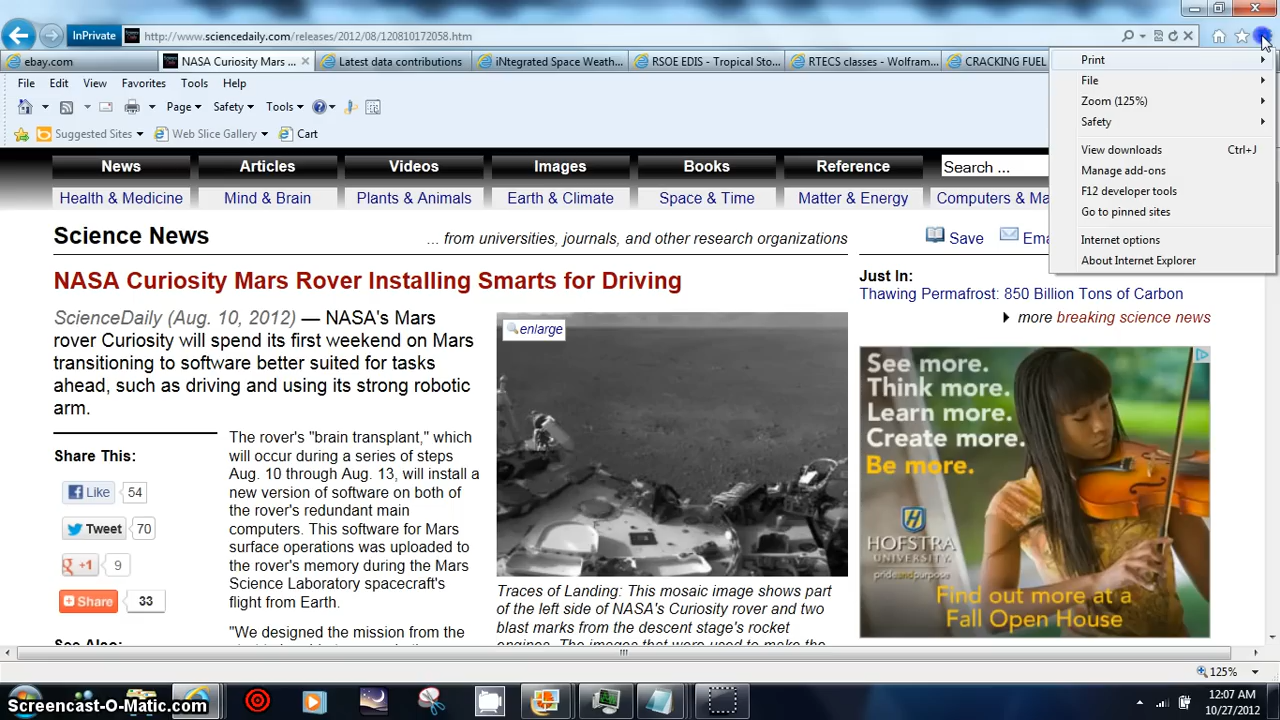 InPrivate
http://www.sciencedaily.com/releases/2012/08/120810172058.htm
ebay.com
NASA Curiosity Mars ...
Latest data contributions
iNtegrated Space Weath...
RSOE EDIS - Tropical Sto...
RTECS classes - Wolfram...
CRACKING FUEL
File Edit View Favorites Tools Help
Page Safety Tools
Suggested Sites Web Slice Gallery Cart
Print
File
Zoom (125%)
Safety
View downloads Ctrl+J
Manage add-ons
F12 developer tools
Go to pinned sites
Internet options
About Internet Explorer
News Articles Videos Images Books Reference Search ...
Health & Medicine Mind & Brain Plants & Animals Earth & Climate Space & Time Matter & Energy Computers & Ma
Science News
... from universities, journals, and other research organizations
Save Ema
NASA Curiosity Mars Rover Installing Smarts for Driving
ScienceDaily (Aug. 10, 2012) — NASA's Mars
rover Curiosity will spend its first weekend on Mars
transitioning to software better suited for tasks
ahead, such as driving and using its strong robotic
arm.
Share This:
Like 54
Tweet 70
+1 9
Share 33
See Also:
The rover's "brain transplant," which
will occur during a series of steps
Aug. 10 through Aug. 13, will install a
new version of software on both of
the rover's redundant main
computers. This software for Mars
surface operations was uploaded to
the rover's memory during the Mars
Science Laboratory spacecraft's
flight from Earth.
"We designed the mission from the
enlarge
Traces of Landing: This mosaic image shows part
of the left side of NASA's Curiosity rover and two
blast marks from the descent stage's rocket
engines. The images that were used to make the
Just In:
Thawing Permafrost: 850 Billion Tons of Carbon
more breaking science news
See more.
Think more.
Learn more.
Create more.
Be more.
HOFSTRA
UNIVERSITY
prideandpurpose
Find out more at a
Fall Open House
125%
Screencast-O-Matic.com
12:07 AM
10/27/2012